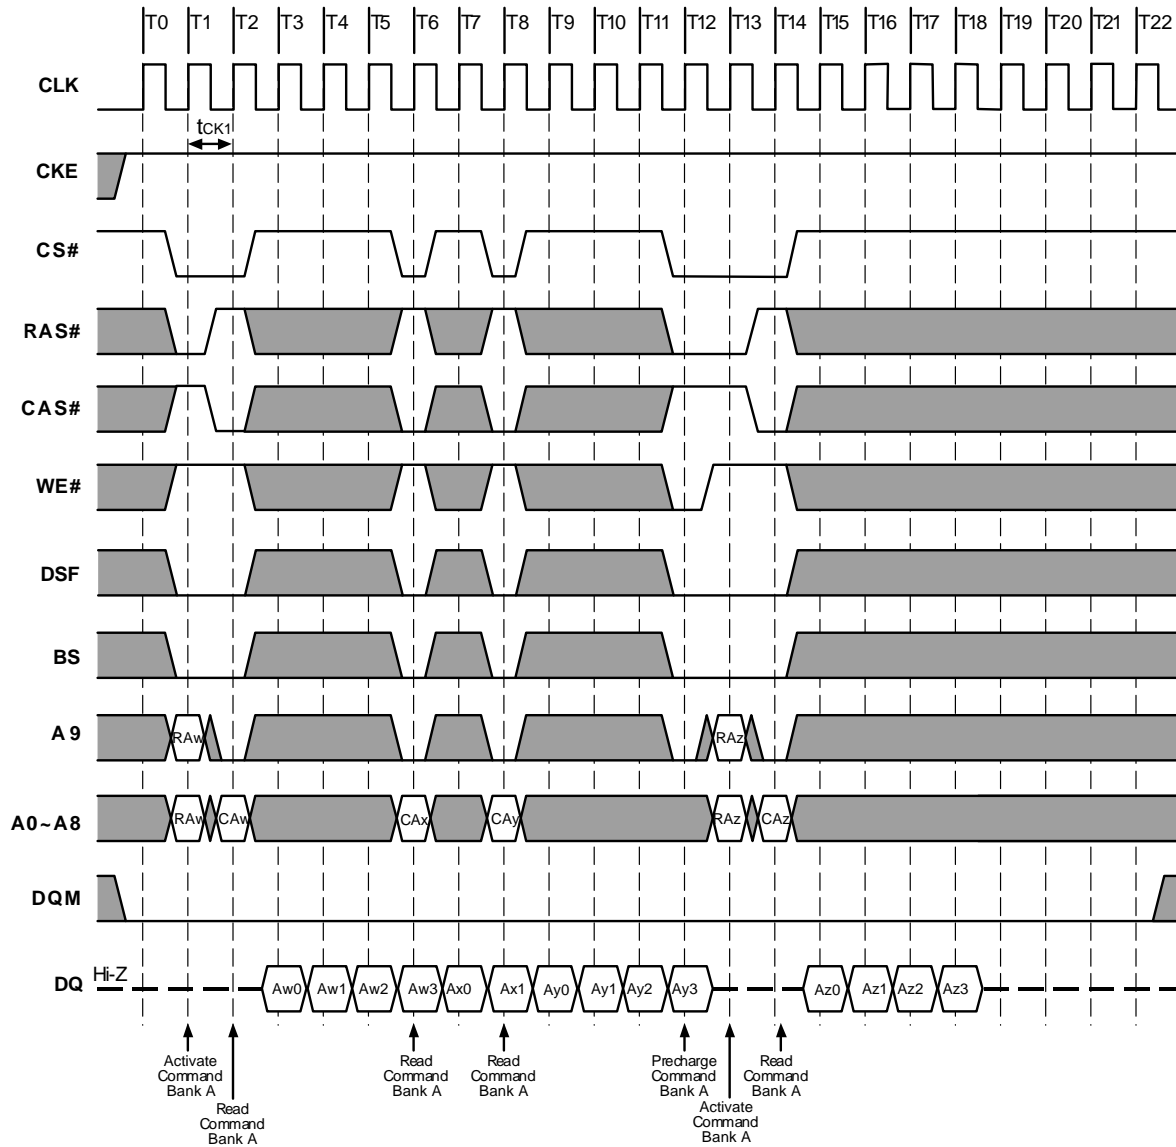 T0 T1 T2 T3 T4 T5 T6 T7 T8 T9 T10 T11 T12 T13 T14 T15 T16 T17 T18 T19 T20 T21 T22
CLK
tCK1
CKE
CS#
RAS#
CAS#
WE#
DSF
BS
A9 RAw RAz
A0~A8 RAw CAw CAx CAy RAz CAz
DQM
DQ Hi-Z Aw0 Aw1 Aw2 Aw3 Ax0 Ax1 Ay0 Ay1 Ay2 Ay3 Az0 Az1 Az2 Az3
Activate
Command
Bank A
Read
Command
Bank A
Read
Command
Bank A
Read
Command
Bank A
Precharge
Command
Bank A
Activate
Command
Bank A
Read
Command
Bank A